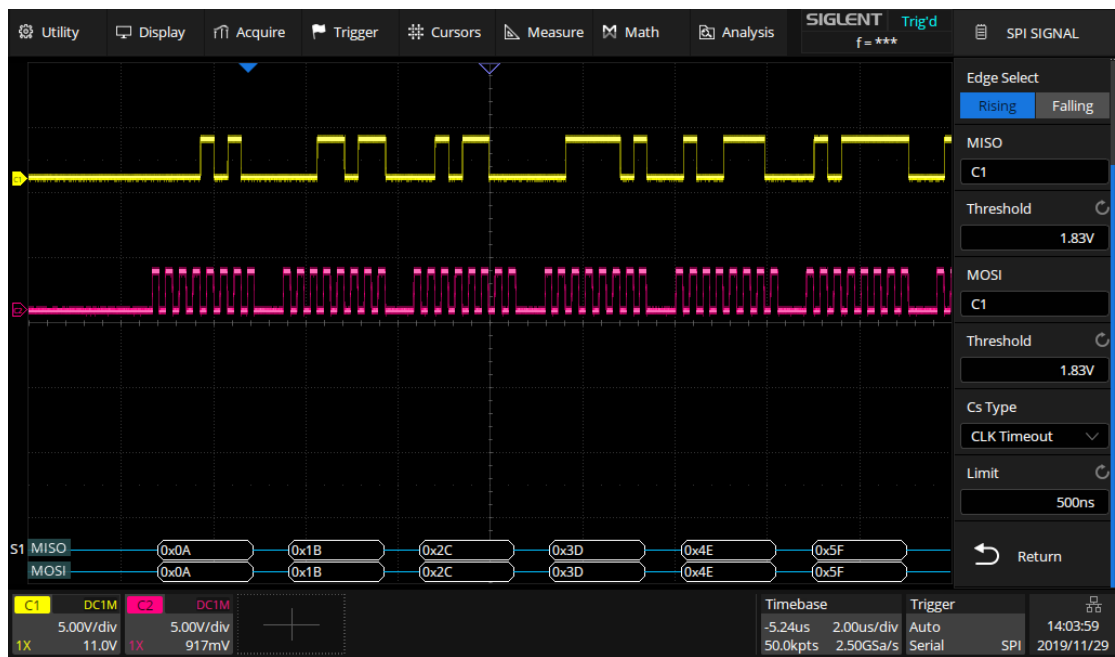 Utility Display Acquire Trigger Cursors Measure Math Analysis SIGLENT Trig'd
f = ***
SPI SIGNAL
Edge Select
Rising Falling
MISO
C1
Threshold
1.83V
MOSI
C1
Threshold
1.83V
Cs Type
CLK Timeout
Limit
500ns
Return
C1
C2
S1 MISO 0x0A 0x1B 0x2C 0x3D 0x4E 0x5F
MOSI 0x0A 0x1B 0x2C 0x3D 0x4E 0x5F
C1 DC1M C2 DC1M
5.00V/div 5.00V/div
1X 11.0V 1X 917mV
Timebase Trigger
-5.24us 2.00us/div Auto 14:03:59
50.0kpts 2.50GSa/s Serial SPI 2019/11/29